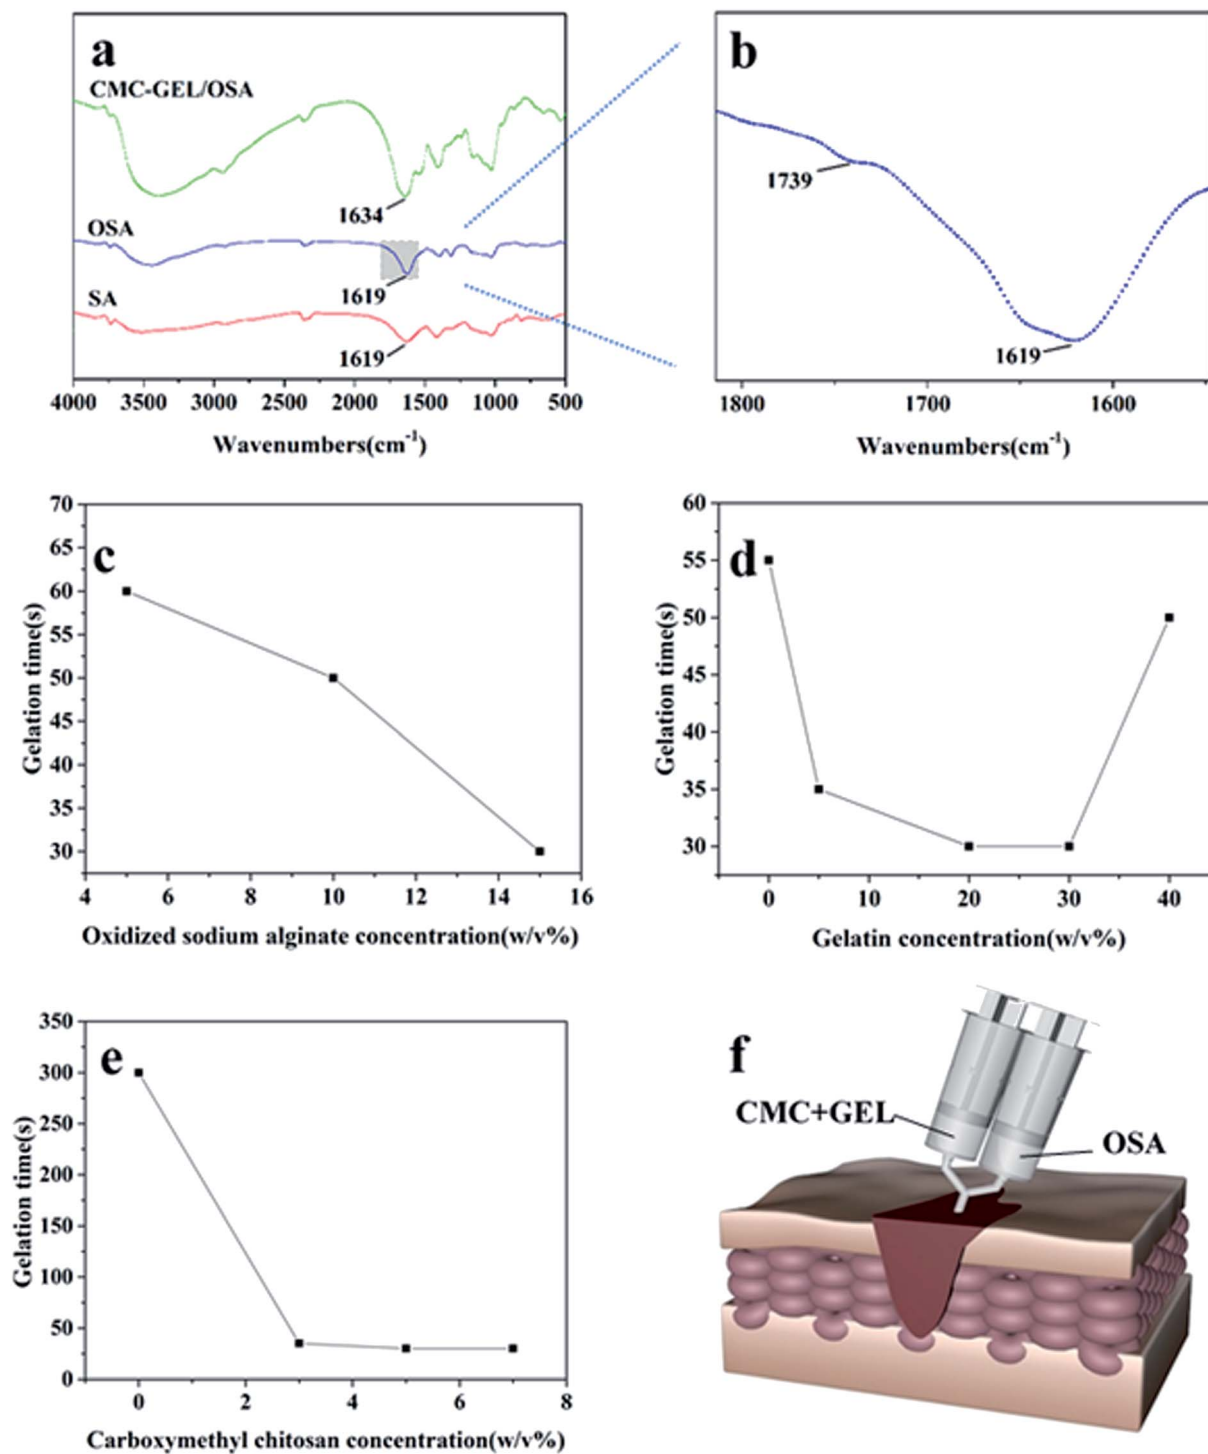 a
CMC-GEL/OSA
1634
OSA
1619
SA
1619
4000 3500 3000 2500 2000 1500 1000 500
Wavenumbers(cm⁻¹)
b
1739
1619
1800 1700 1600
Wavenumbers(cm⁻¹)
c
70
65
60
55
50
45
40
35
30
Gelation time(s)
4 6 8 10 12 14 16
Oxidized sodium alginate concentration(w/v%)
d
60
55
50
45
40
35
30
Gelation time(s)
0 10 20 30 40
Gelatin concentration(w/v%)
e
350
300
250
200
150
100
50
0
Gelation time(s)
0 2 4 6 8
Carboxymethyl chitosan concentration(w/v%)
f
CMC+GEL
OSA